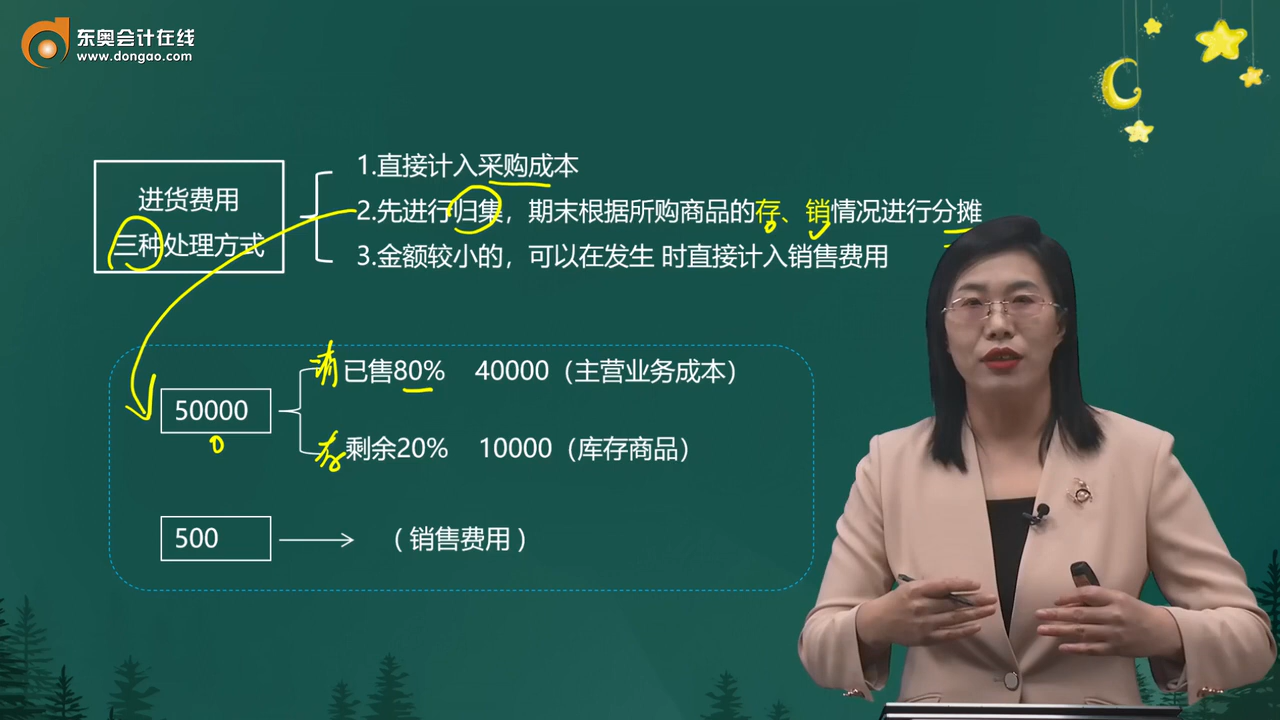 东奥会计在线
www.dongao.com
进货费用
三种处理方式
1.直接计入采购成本
2.先进行归集，期末根据所购商品的存、销情况进行分摊
3.金额较小的，可以在发生 时直接计入销售费用
销 已售80% 40000（主营业务成本）
50000
存 剩余20% 10000（库存商品）
500 （销售费用）